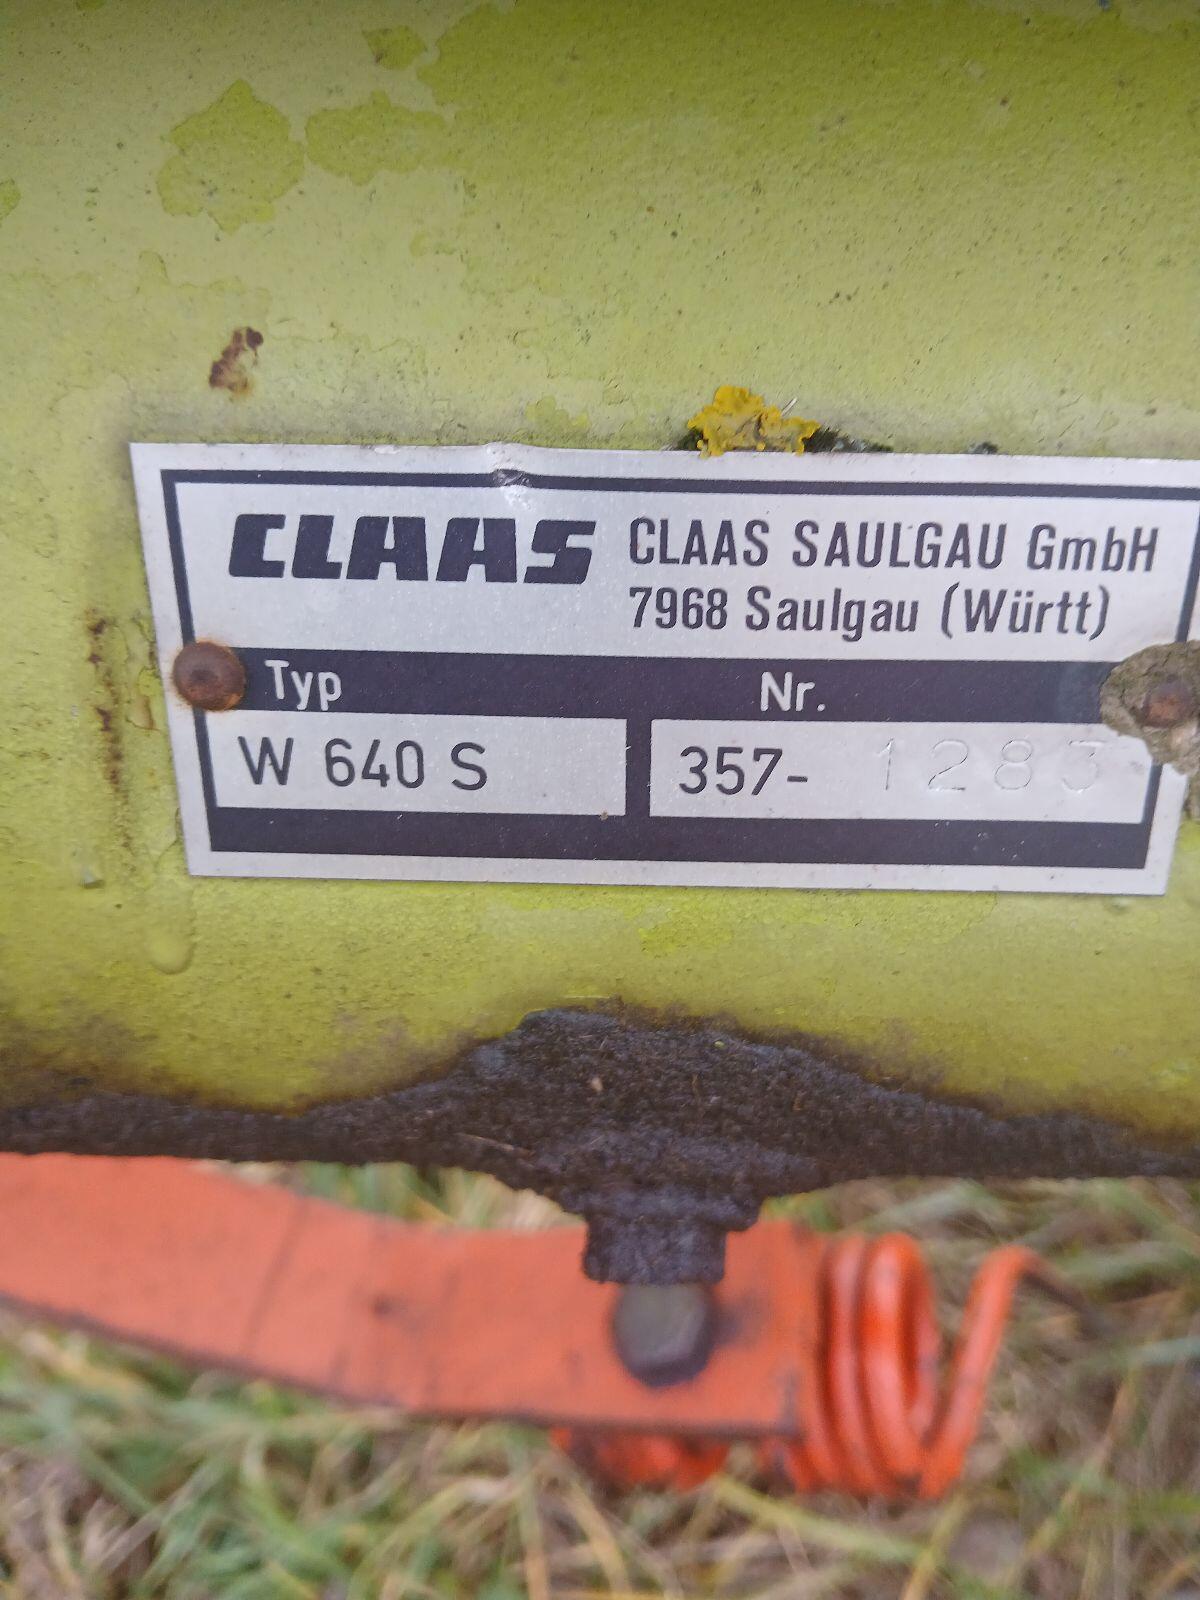 CLAAS CLAAS SAULGAU GmbH
7968 Saulgau (Württ)
Typ Nr.
W 640 S 357- 1283